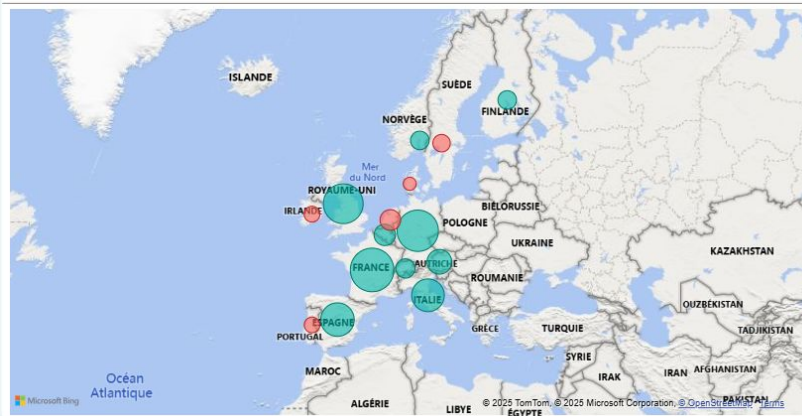 ISLANDE
SUÈDE
FINLANDE
NORVÈGE
Mer
du Nord
ROYAUME-UNI
IRLANDE
BIÉLORUSSIE
POLOGNE
UKRAINE
KAZAKHSTAN
FRANCE
AUTRICHE
ROUMANIE
ITALIE
OUZBÉKISTAN
ESPAGNE
PORTUGAL
GRÈCE
TURQUIE
TADJIKISTAN
SYRIE
MAROC
IRAK
IRAN
AFGHANISTAN
Océan
Atlantique
ALGÉRIE
LIBYE
ÉGYPTE
PAKISTAN
Microsoft Bing
© 2025 TomTom, © 2025 Microsoft Corporation, © OpenStreetMap Terms